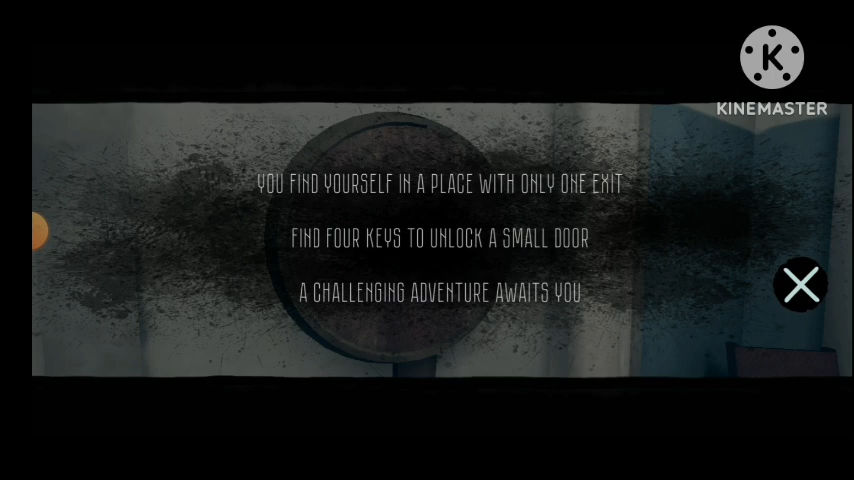 KINEMASTER
YOU FIND YOURSELF IN A PLACE WITH ONLY ONE EXIT
FIND FOUR KEYS TO UNLOCK A SMALL DOOR
A CHALLENGING ADVENTURE AWAITS YOU